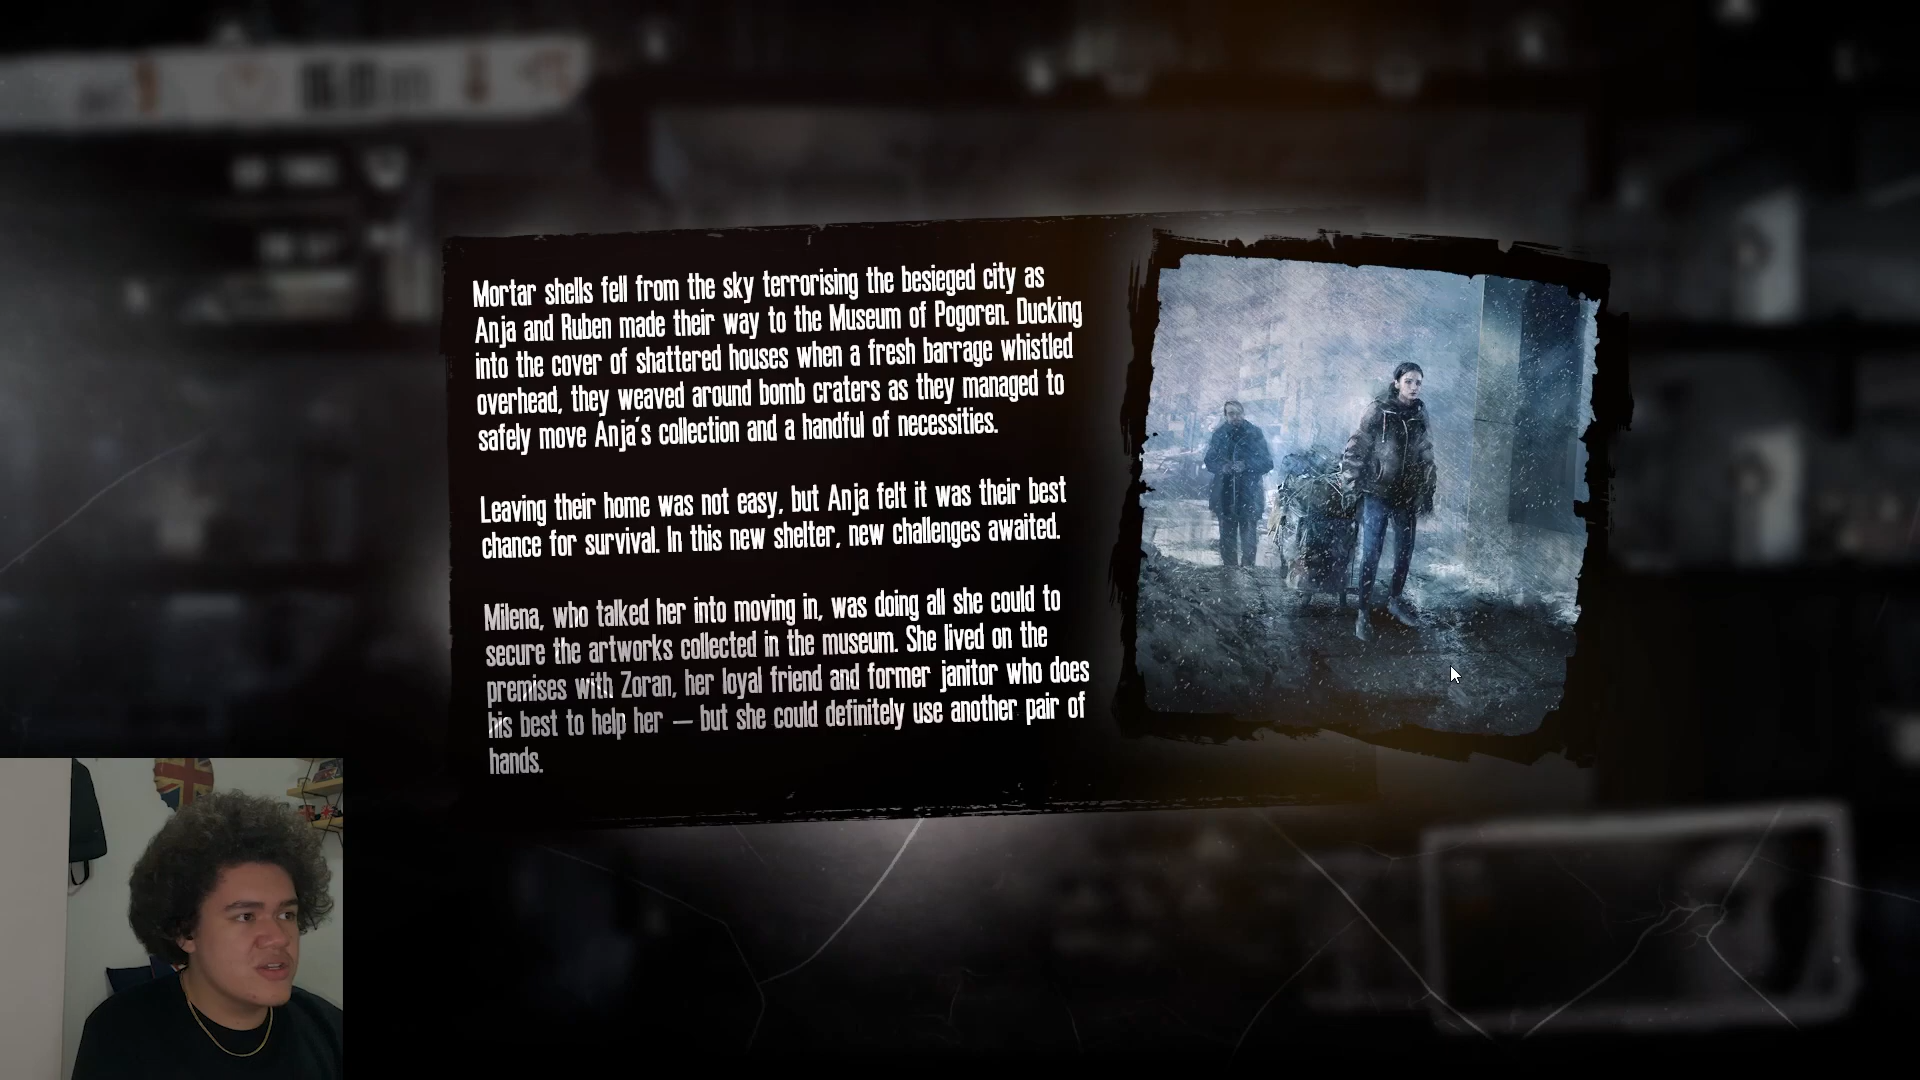 Mortar shells fell from the sky terrorising the besieged city as
Anja and Ruben made their way to the Museum of Pogoren. Ducking
into the cover of shattered houses when a fresh barrage whistled
overhead, they weaved around bomb craters as they managed to
safely move Anja's collection and a handful of necessities.
Leaving their home was not easy, but Anja felt it was their best
chance for survival. In this new shelter, new challenges awaited.
Milena, who talked her into moving in, was doing all she could to
secure the artworks collected in the museum. She lived on the
premises with Zoran, her loyal friend and former janitor who does
his best to help her — but she could definitely use another pair of
hands.